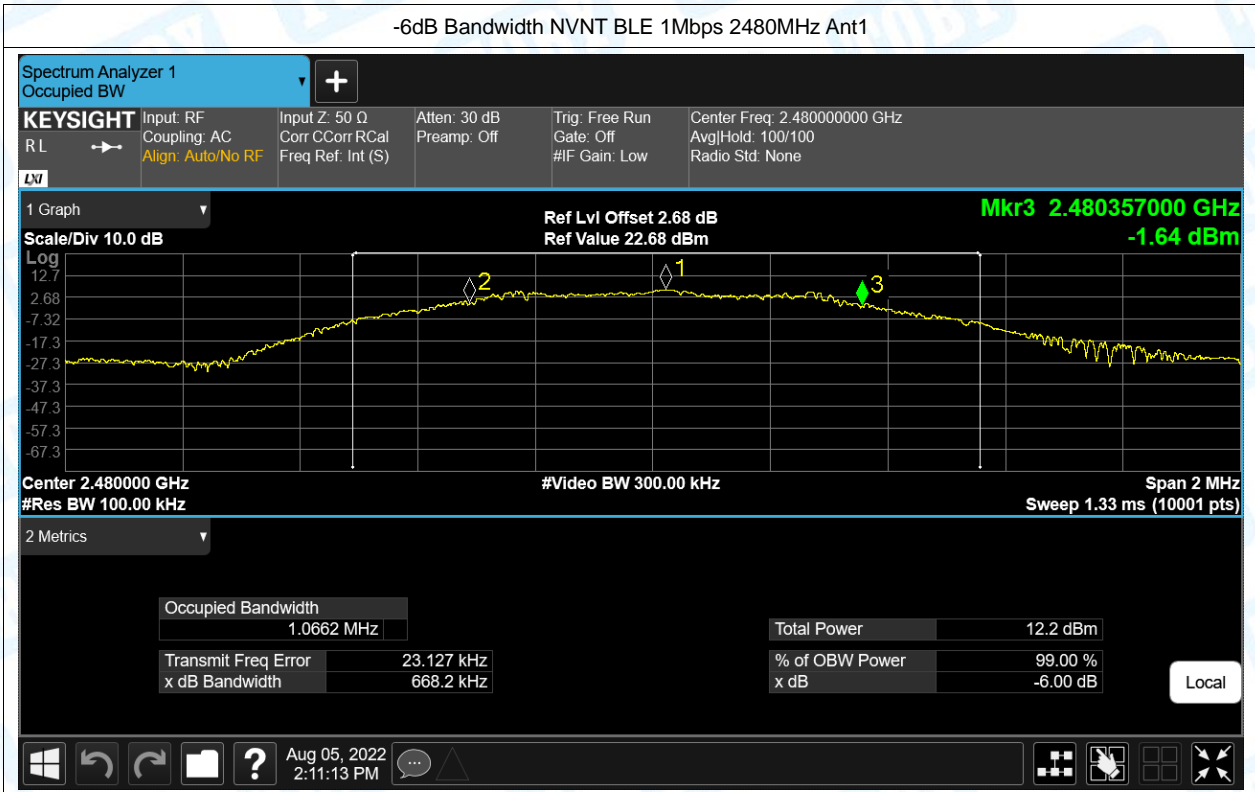 -6dB Bandwidth NVNT BLE 1Mbps 2480MHz Ant1
Spectrum Analyzer 1
Occupied BW
KEYSIGHT
RL
LXI
Input: RF
Coupling: AC
Align: Auto/No RF
Input Z: 50 Ω
Corr CCorr RCal
Freq Ref: Int (S)
Atten: 30 dB
Preamp: Off
Trig: Free Run
Gate: Off
#IF Gain: Low
Center Freq: 2.480000000 GHz
Avg|Hold: 100/100
Radio Std: None
1 Graph
Scale/Div 10.0 dB
Ref Lvl Offset 2.68 dB
Ref Value 22.68 dBm
Mkr3 2.480357000 GHz
-1.64 dBm
Log
12.7
2.68
-7.32
-17.3
-27.3
-37.3
-47.3
-57.3
-67.3
2
1
3
Center 2.480000 GHz
#Res BW 100.00 kHz
#Video BW 300.00 kHz
Span 2 MHz
Sweep 1.33 ms (10001 pts)
2 Metrics
Occupied Bandwidth
1.0662 MHz
Transmit Freq Error 23.127 kHz
x dB Bandwidth 668.2 kHz
Total Power 12.2 dBm
% of OBW Power 99.00 %
x dB -6.00 dB
Local
?
Aug 05, 2022
2:11:13 PM